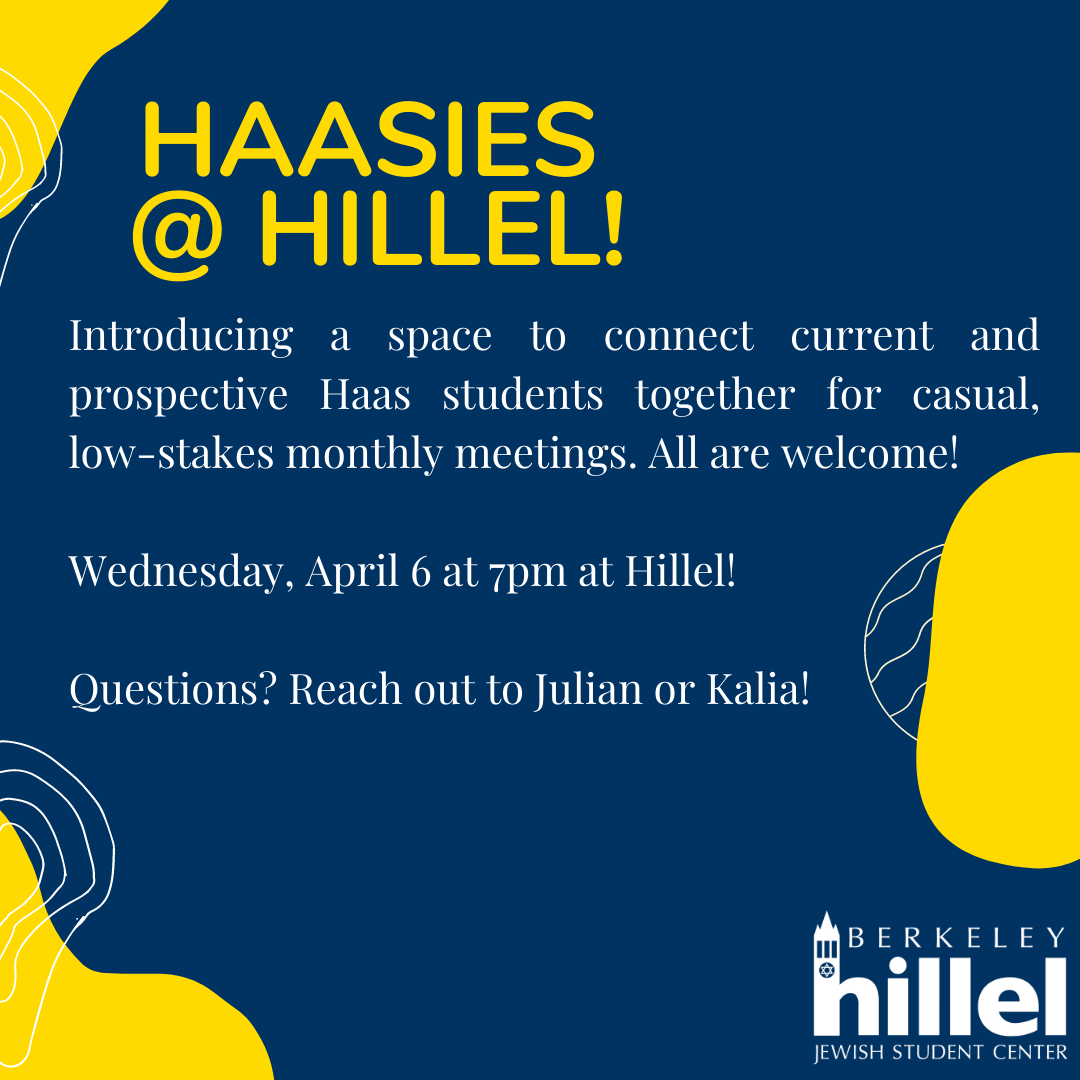 HAASIES
@ HILLEL!
Introducing a space to connect current and
prospective Haas students together for casual,
low-stakes monthly meetings. All are welcome!
Wednesday, April 6 at 7pm at Hillel!
Questions? Reach out to Julian or Kalia!
BERKELEY
hillel
JEWISH STUDENT CENTER